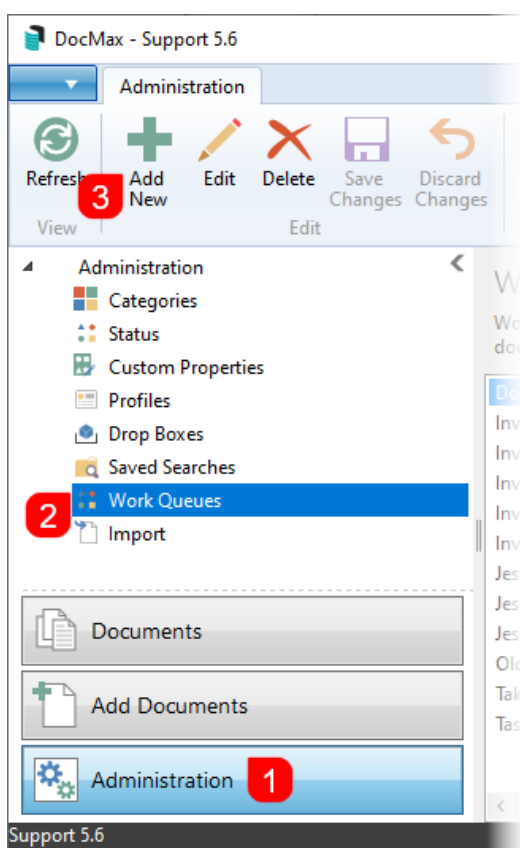 DocMax - Support 5.6
Administration
Refresh
Add New
Edit
Delete
Save Changes
Discard Changes
3
View
Edit
Administration
Categories
Status
Custom Properties
Profiles
Drop Boxes
Saved Searches
Work Queues
2
Import
Documents
Add Documents
Administration
1
Support 5.6